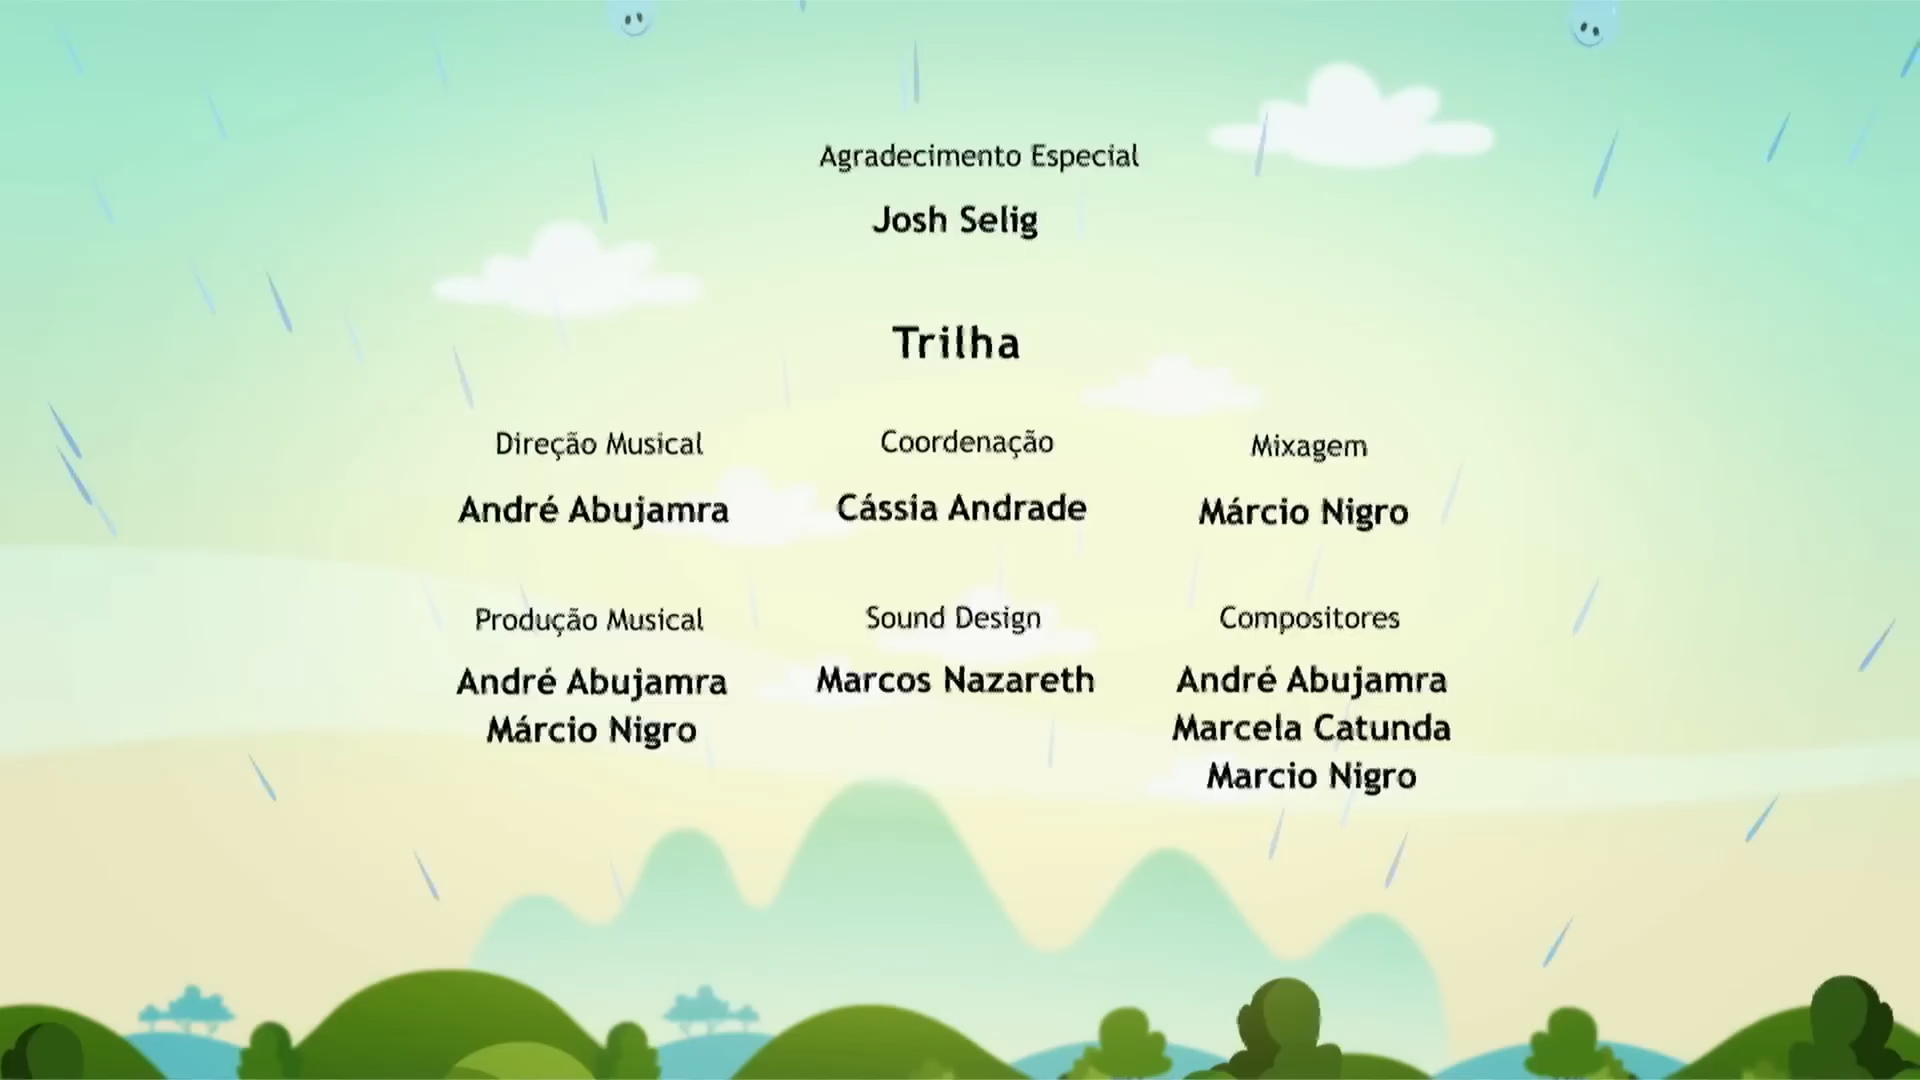 Agradecimento Especial
Josh Selig
Trilha
Direção Musical
André Abujamra
Coordenação
Cássia Andrade
Mixagem
Márcio Nigro
Produção Musical
André Abujamra
Márcio Nigro
Sound Design
Marcos Nazareth
Compositores
André Abujamra
Marcela Catunda
Marcio Nigro